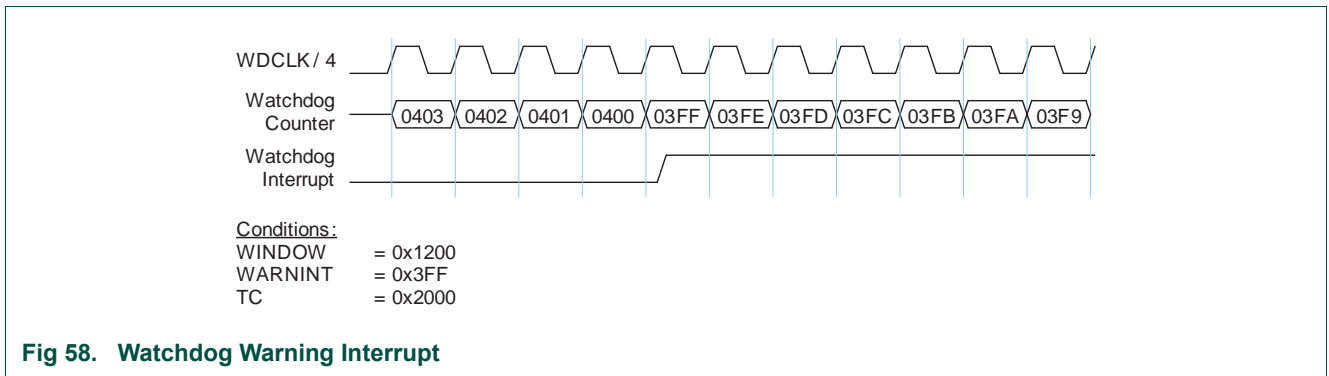 WDCLK / 4
Watchdog
Counter
0403 0402 0401 0400 03FF 03FE 03FD 03FC 03FB 03FA 03F9
Watchdog
Interrupt
Conditions:
WINDOW = 0x1200
WARNINT = 0x3FF
TC = 0x2000
Fig 58. Watchdog Warning Interrupt